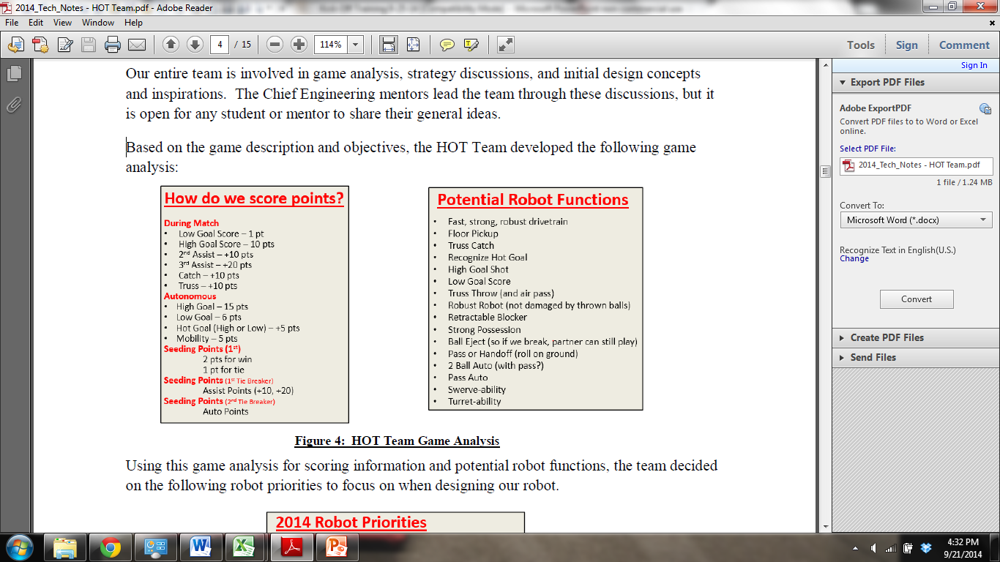 2014_Tech_Notes - HOT Team.pdf - Adobe Reader
File Edit View Window Help
4 / 15
114%
Tools Sign Comment
Our entire team is involved in game analysis, strategy discussions, and initial design concepts
and inspirations. The Chief Engineering mentors lead the team through these discussions, but it
is open for any student or mentor to share their general ideas.
Based on the game description and objectives, the HOT Team developed the following game
analysis:
How do we score points?
During Match
• Low Goal Score – 1 pt
• High Goal Score – 10 pts
• 2nd Assist – +10 pts
• 3rd Assist – +20 pts
• Catch – +10 pts
• Truss – +10 pts
Autonomous
• High Goal – 15 pts
• Low Goal – 6 pts
• Hot Goal (High or Low) – +5 pts
• Mobility – 5 pts
Seeding Points (1st)
2 pts for win
1 pt for tie
Seeding Points (1st Tie Breaker)
Assist Points (+10, +20)
Seeding Points (2nd Tie Breaker)
Auto Points
Potential Robot Functions
• Fast, strong, robust drivetrain
• Floor Pickup
• Truss Catch
• Recognize Hot Goal
• High Goal Shot
• Low Goal Score
• Truss Throw (and air pass)
• Robust Robot (not damaged by thrown balls)
• Retractable Blocker
• Strong Possession
• Ball Eject (so if we break, partner can still play)
• Pass or Handoff (roll on ground)
• 2 Ball Auto (with pass?)
• Pass Auto
• Swerve-ability
• Turret-ability
Figure 4: HOT Team Game Analysis
Using this game analysis for scoring information and potential robot functions, the team decided
on the following robot priorities to focus on when designing our robot.
2014 Robot Priorities
Sign In
Export PDF Files
Adobe ExportPDF
Convert PDF files to to Word or Excel
online.
Select PDF File:
2014_Tech_Notes - HOT Team.pdf
1 file / 1.24 MB
Convert To:
Microsoft Word (*.docx)
Recognize Text in English(U.S.)
Change
Convert
Create PDF Files
Send Files
4:32 PM
9/21/2014